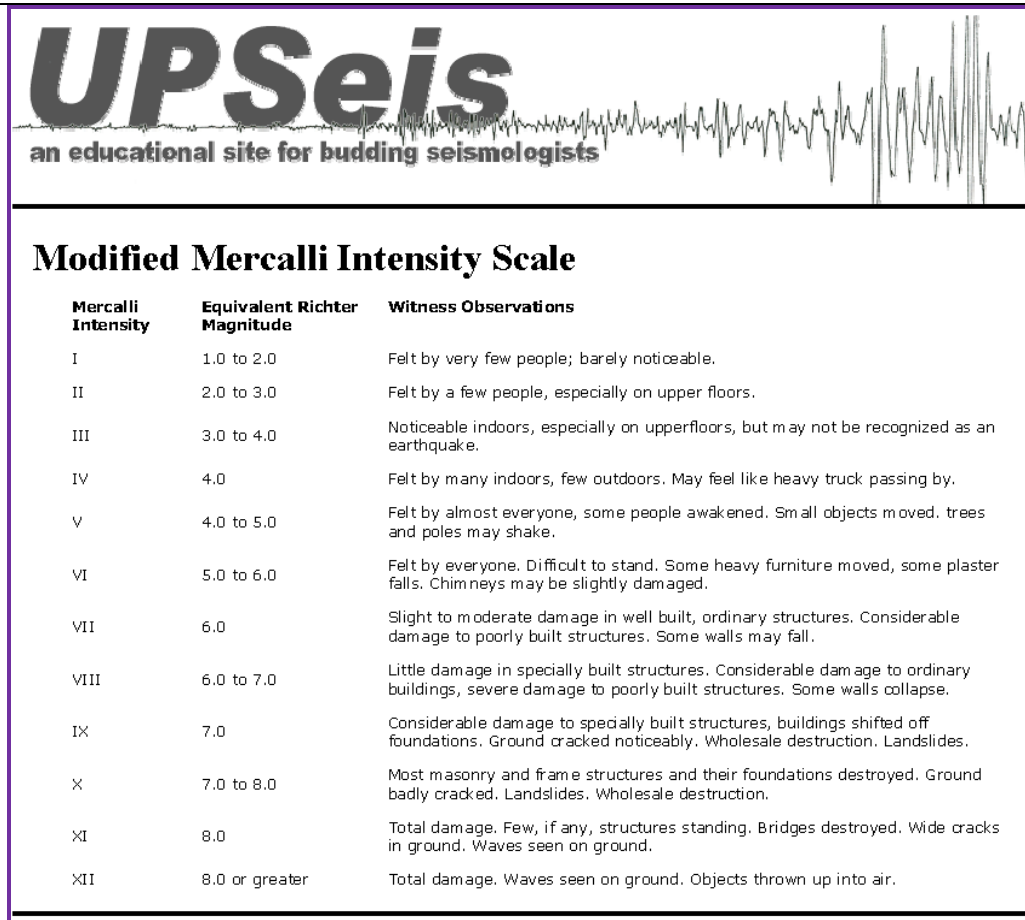 UPSeis
an educational site for budding seismologists
Modified Mercalli Intensity Scale
Mercalli Intensity Equivalent Richter Magnitude Witness Observations
I 1.0 to 2.0 Felt by very few people; barely noticeable.
II 2.0 to 3.0 Felt by a few people, especially on upper floors.
III 3.0 to 4.0 Noticeable indoors, especially on upperfloors, but may not be recognized as an
earthquake.
IV 4.0 Felt by many indoors, few outdoors. May feel like heavy truck passing by.
V 4.0 to 5.0 Felt by almost everyone, some people awakened. Small objects moved. trees
and poles may shake.
VI 5.0 to 6.0 Felt by everyone. Difficult to stand. Some heavy furniture moved, some plaster
falls. Chimneys may be slightly damaged.
VII 6.0 Slight to moderate damage in well built, ordinary structures. Considerable
damage to poorly built structures. Some walls may fall.
VIII 6.0 to 7.0 Little damage in specially built structures. Considerable damage to ordinary
buildings, severe damage to poorly built structures. Some walls collapse.
IX 7.0 Considerable damage to specially built structures, buildings shifted off
foundations. Ground cracked noticeably. Wholesale destruction. Landslides.
X 7.0 to 8.0 Most masonry and frame structures and their foundations destroyed. Ground
badly cracked. Landslides. Wholesale destruction.
XI 8.0 Total damage. Few, if any, structures standing. Bridges destroyed. Wide cracks
in ground. Waves seen on ground.
XII 8.0 or greater Total damage. Waves seen on ground. Objects thrown up into air.